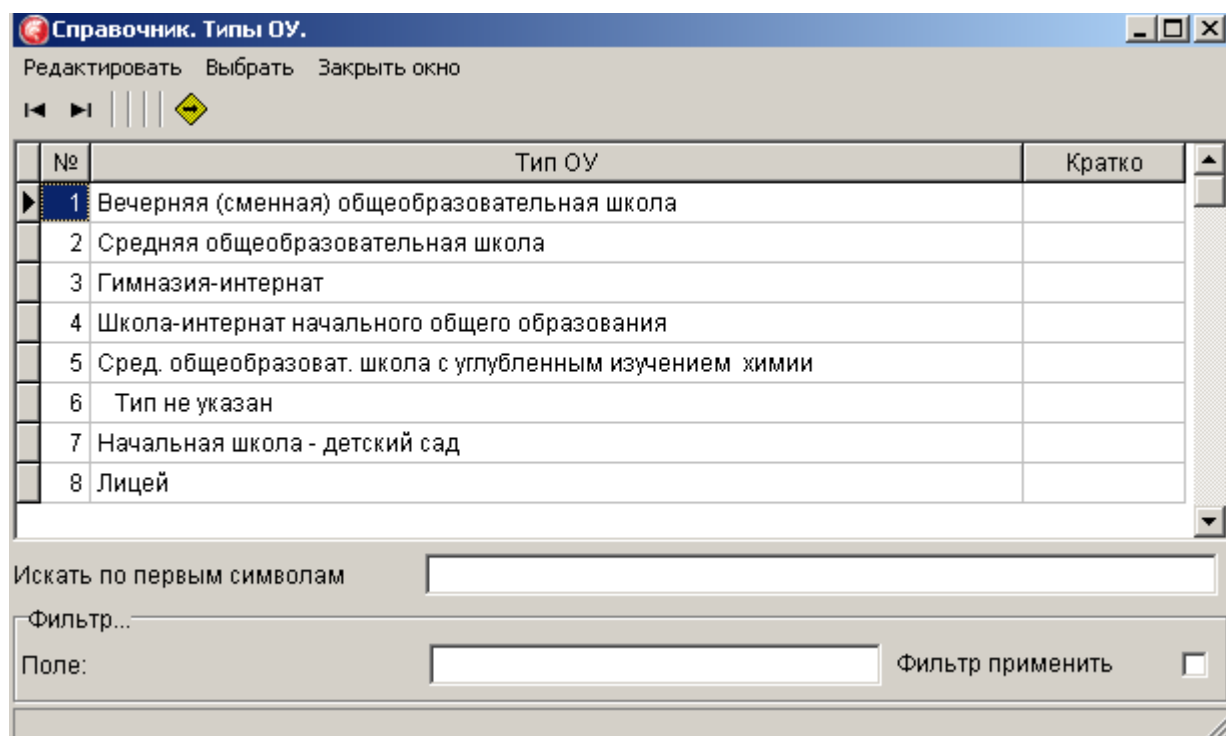 Справочник. Типы ОУ.
Редактировать Выбрать Закрыть окно
№ Тип ОУ Кратко
1 Вечерняя (сменная) общеобразовательная школа
2 Средняя общеобразовательная школа
3 Гимназия-интернат
4 Школа-интернат начального общего образования
5 Сред. общеобразоват. школа с углубленным изучением химии
6 Тип не указан
7 Начальная школа - детский сад
8 Лицей
Искать по первым символам
Фильтр...
Поле: Фильтр применить